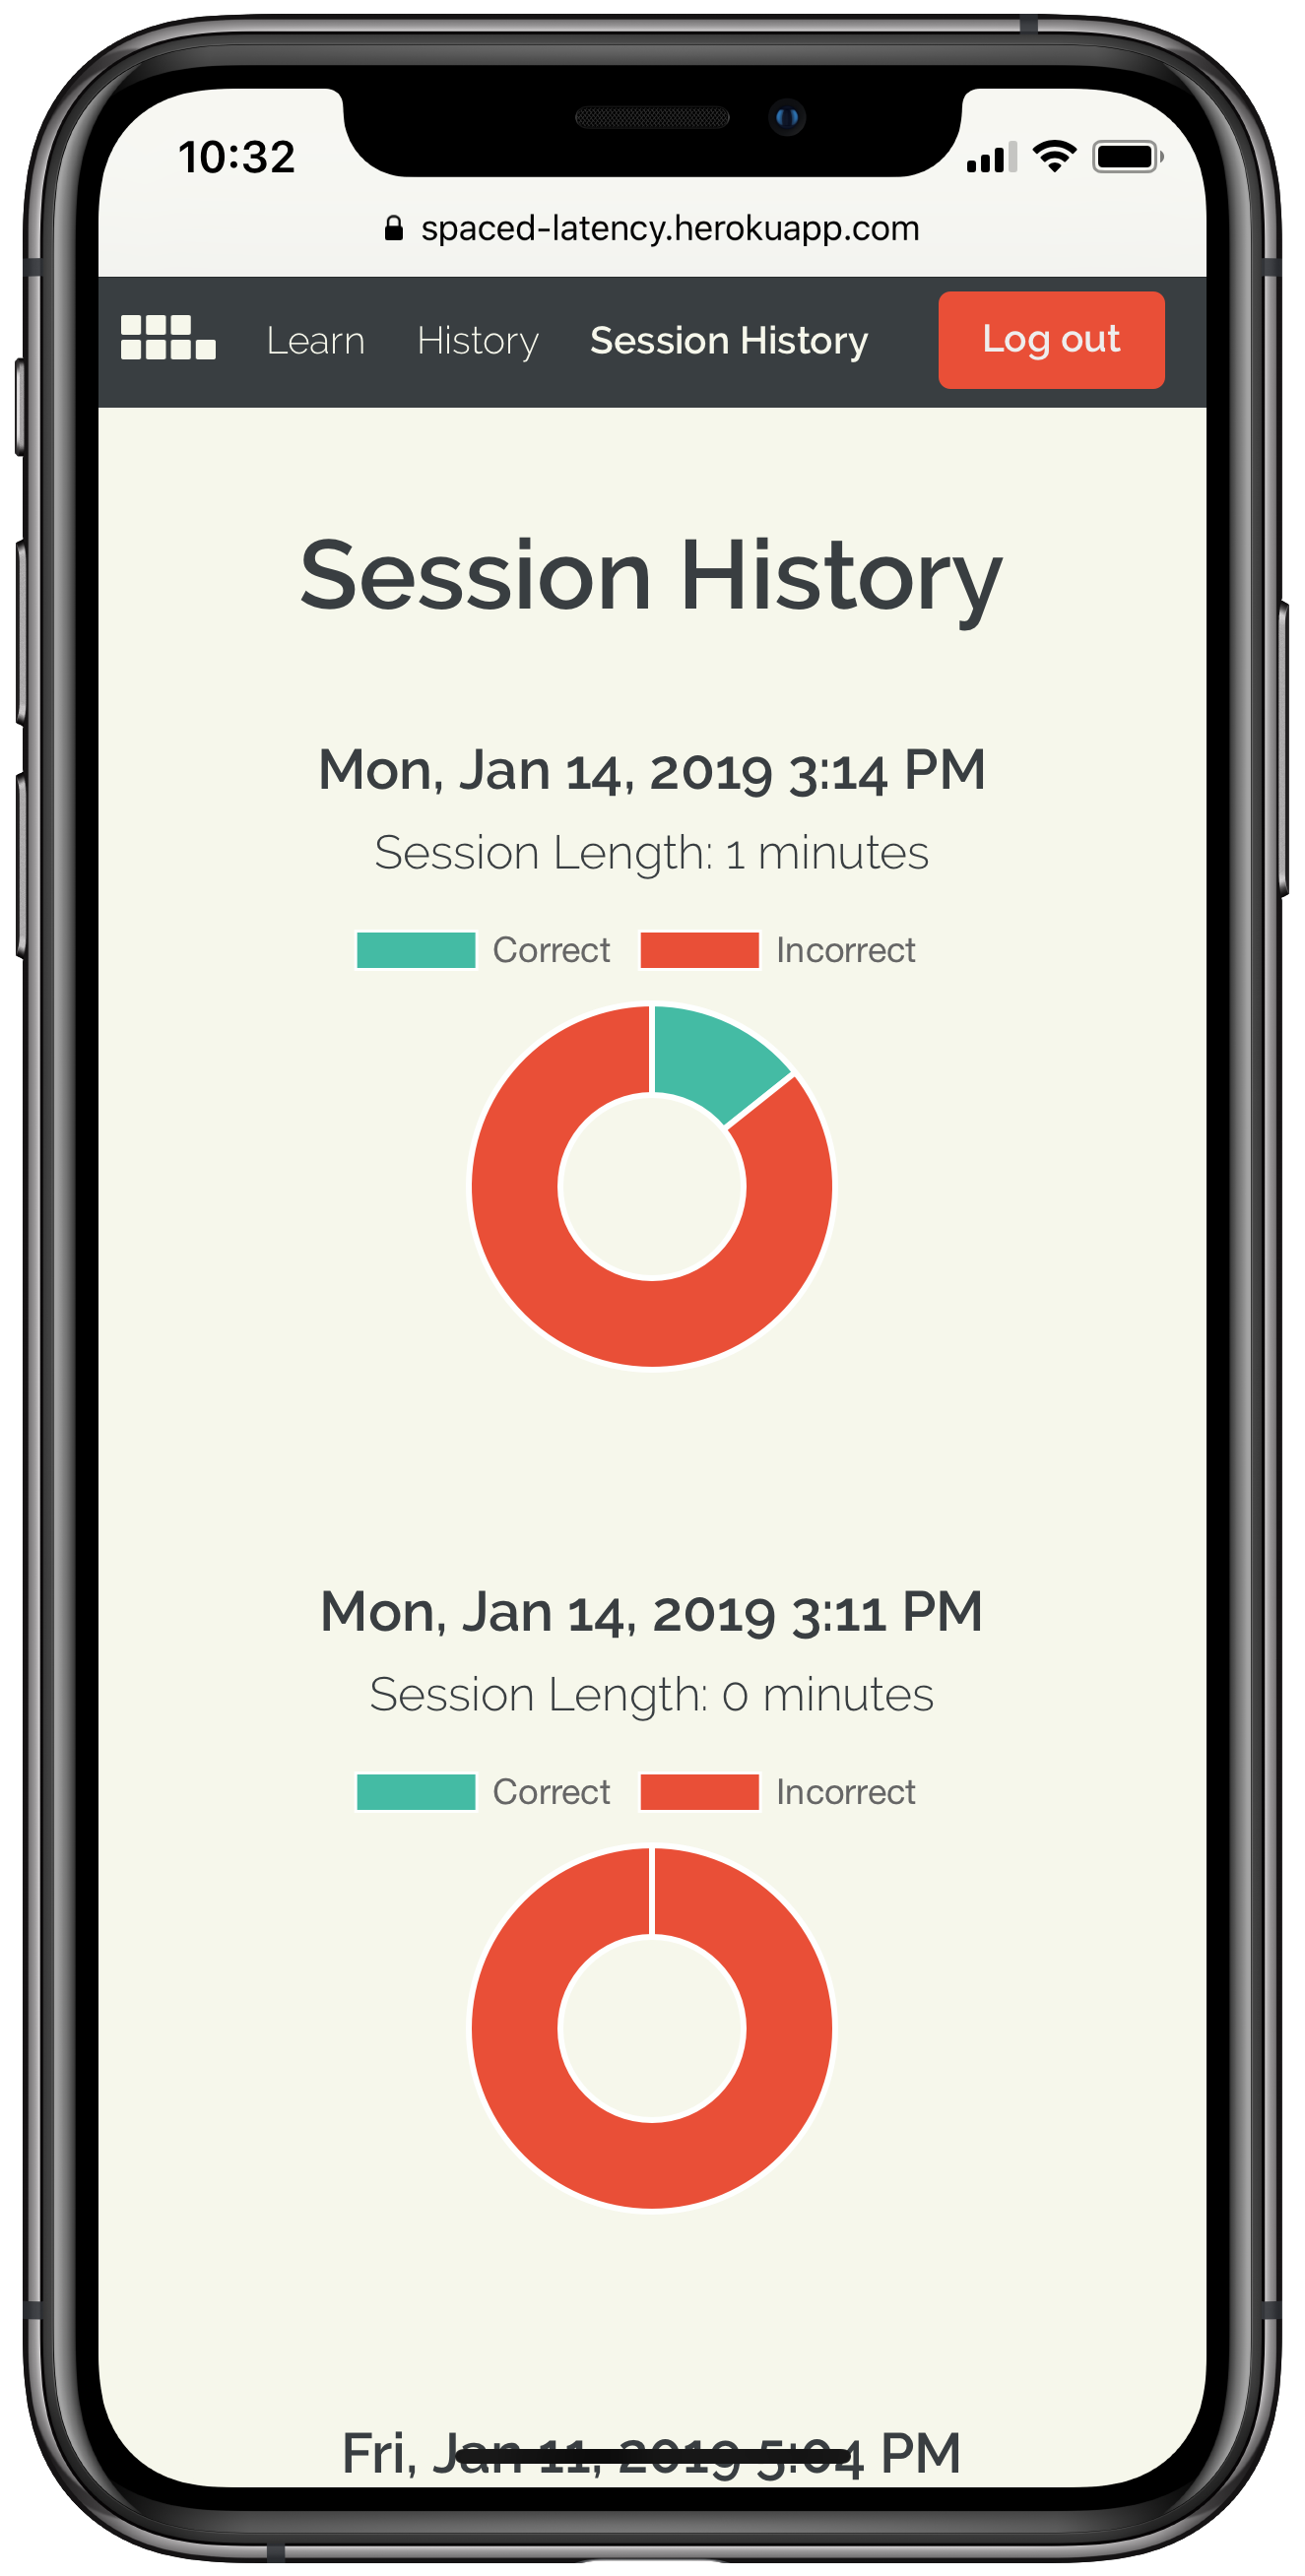 10:32
spaced-latency.herokuapp.com
Learn History Session History Log out
Session History
Mon, Jan 14, 2019 3:14 PM
Session Length: 1 minutes
Correct Incorrect
Mon, Jan 14, 2019 3:11 PM
Session Length: 0 minutes
Correct Incorrect
Fri, Jan 11, 2019 5:04 PM